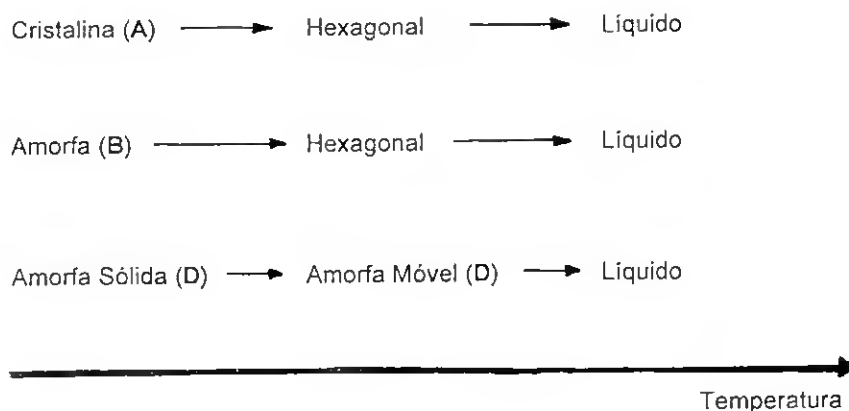 Cristalina (A) Hexagonal Líquido
Amorfa (B) Hexagonal Líquido
Amorfa Sólida (D) Amorfa Móvel (D) Líquido
Temperatura